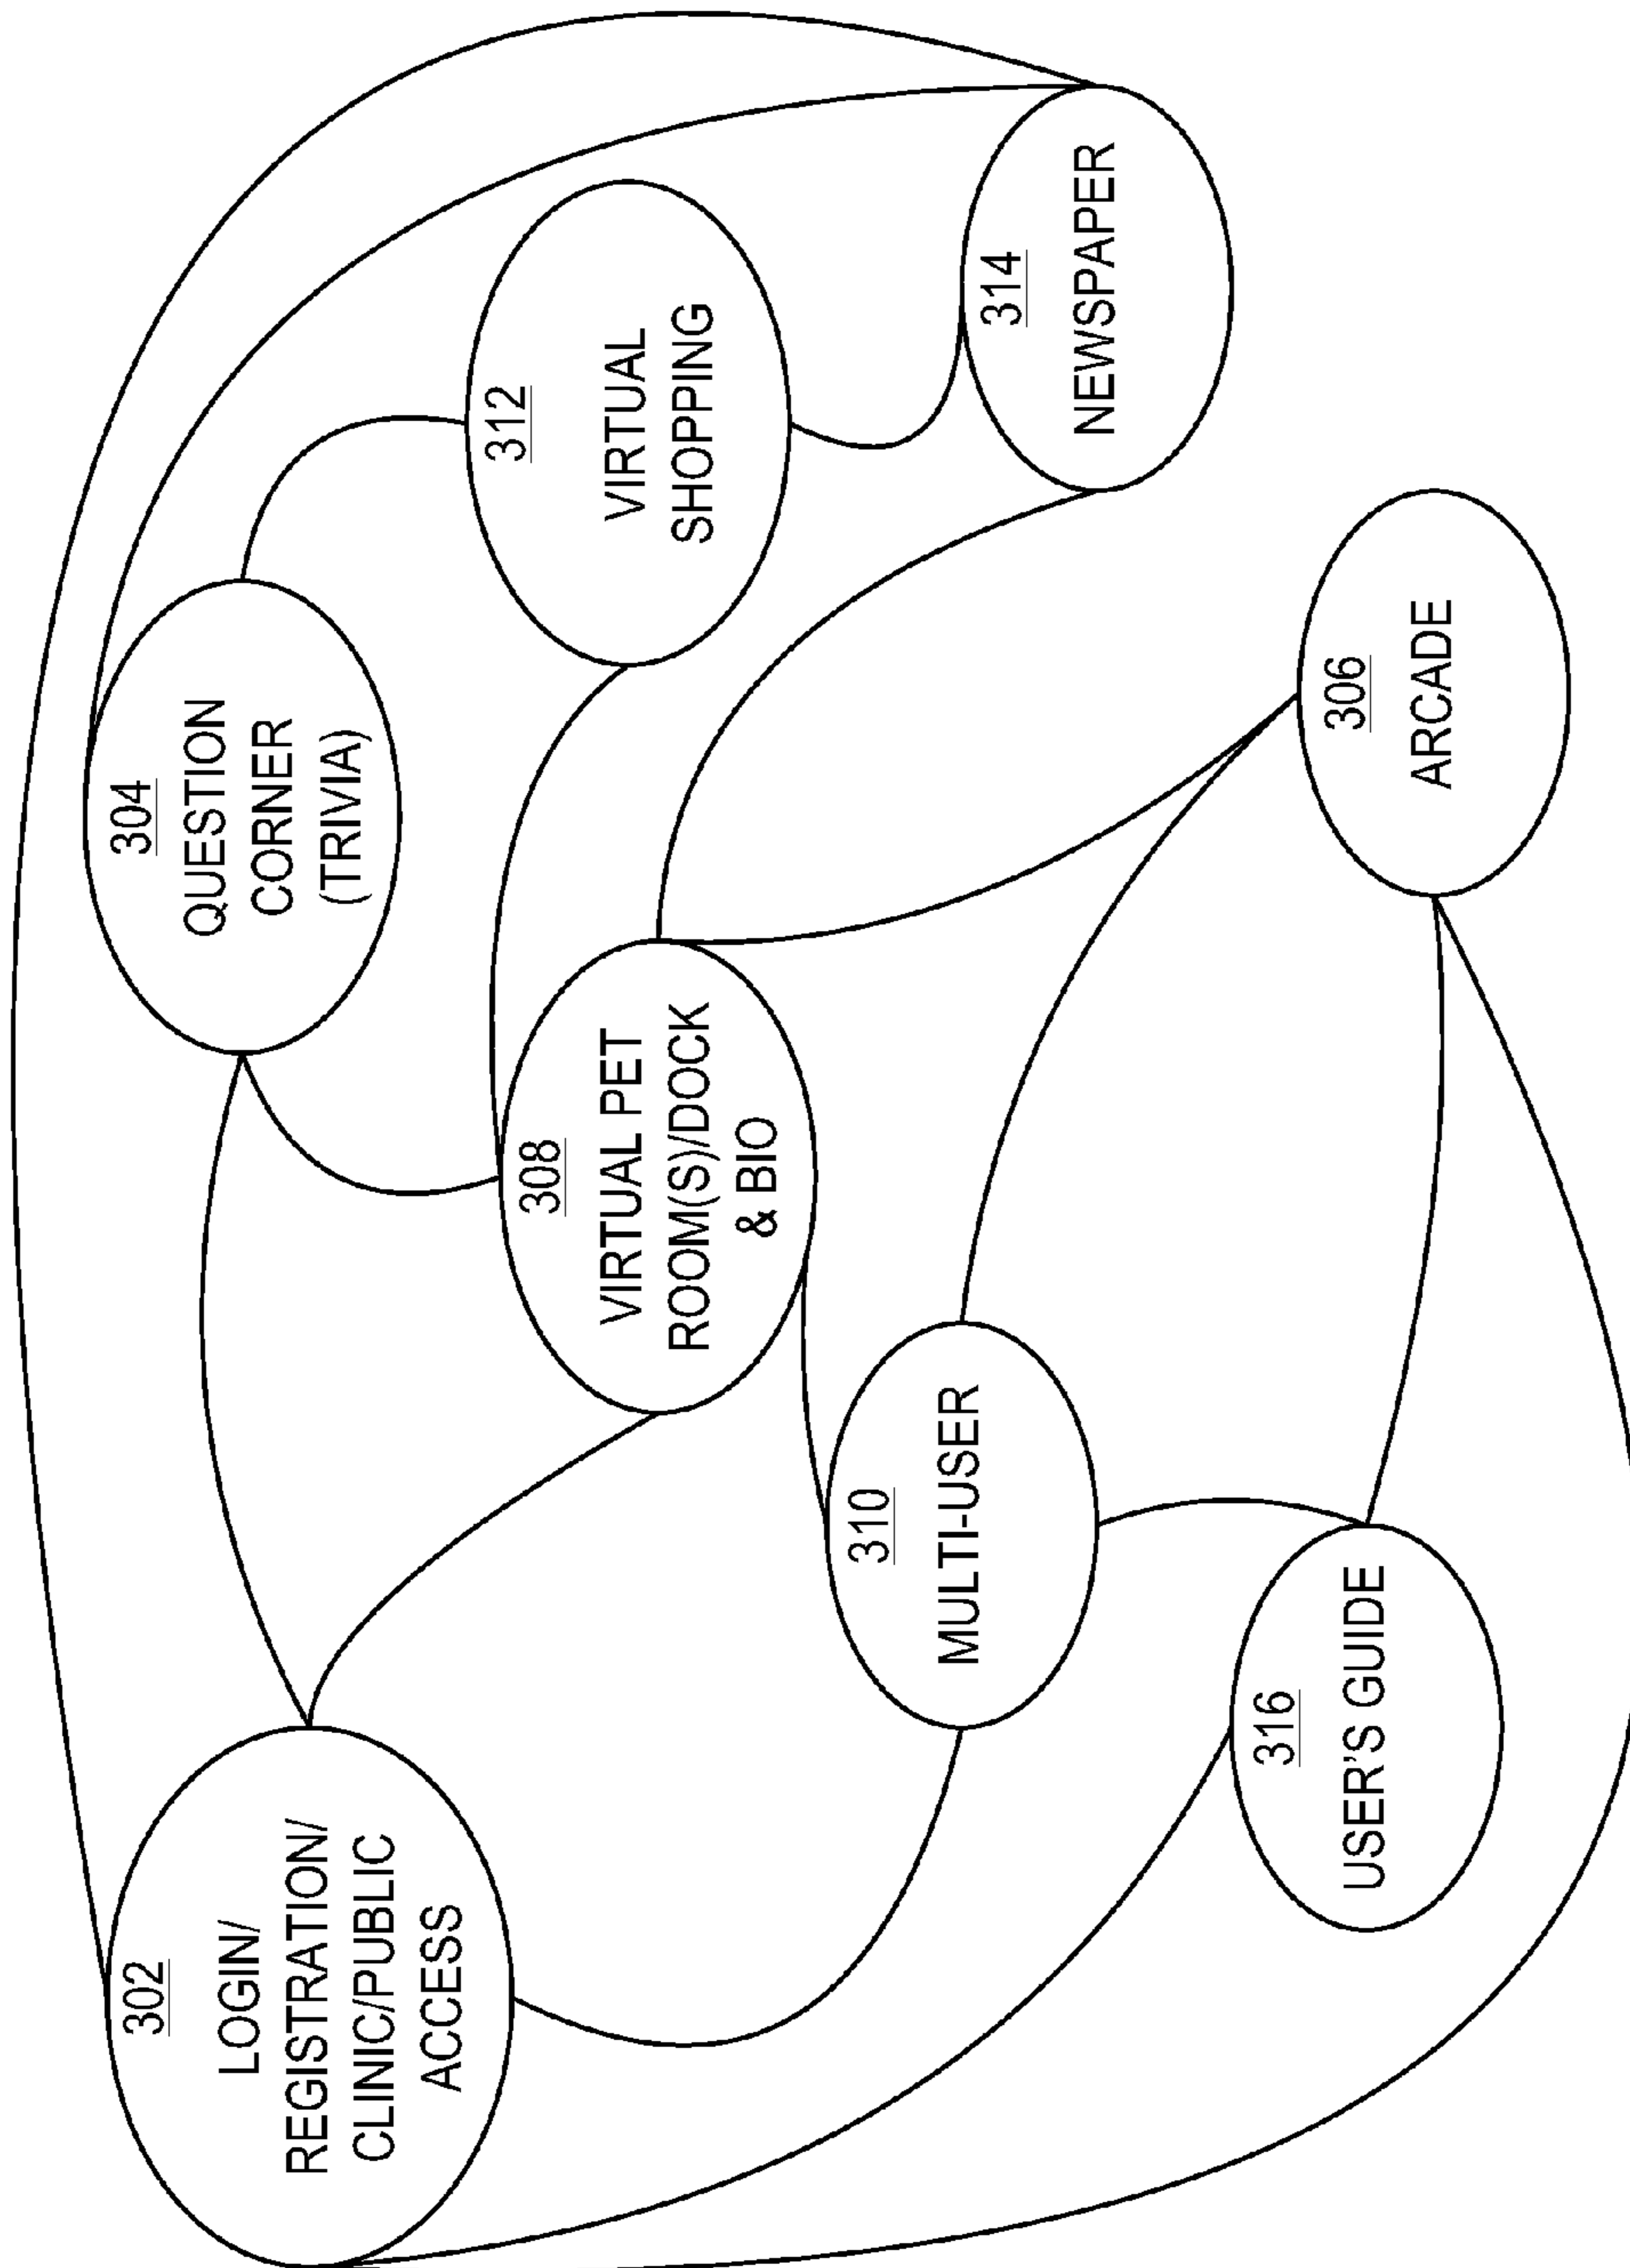 302
LOGIN/
REGISTRATION/
CLINIC/PUBLIC
ACCESS
304
QUESTION
CORNER
(TRIVIA)
308
VIRTUAL PET
ROOM(S)/DOCK
& BIO
312
VIRTUAL
SHOPPING
310
MULTI-USER
314
NEWSPAPER
316
USER'S GUIDE
306
ARCADE